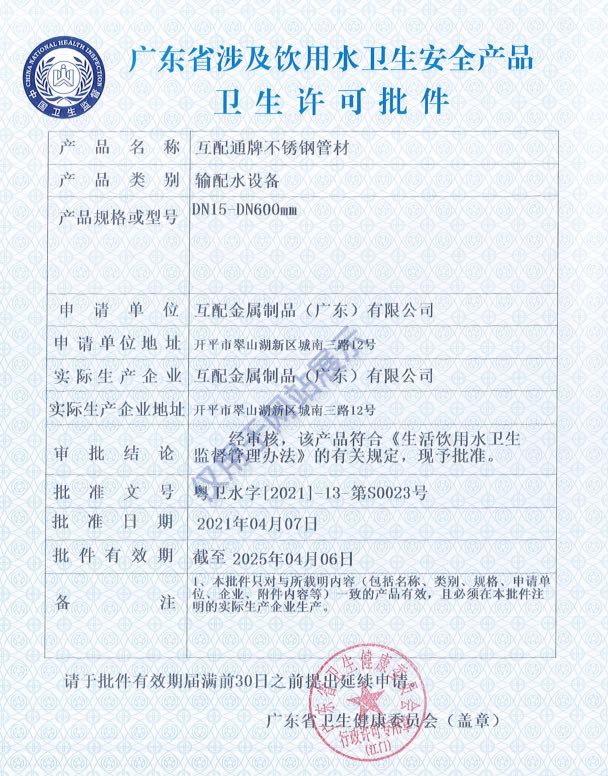 CHINA NATIONAL HEALTH INSPECTION
中国卫生监督
广东省涉及饮用水卫生安全产品
卫生许可批件
产品名称 互配通牌不锈钢管材
产品类别 输配水设备
产品规格或型号 DN15-DN600mm
申请单位 互配金属制品（广东）有限公司
申请单位地址 开平市翠山湖新区城南三路12号
实际生产企业 互配金属制品（广东）有限公司
实际生产企业地址 开平市翠山湖新区城南三路12号
审批结论 经审核，该产品符合《生活饮用水卫生
监督管理办法》的有关规定，现予批准。
批准文号 粤卫水字[2021]-13-第S0023号
批准日期 2021年04月07日
批件有效期 截至 2025年04月06日
备注 1、本批件只对与所载明内容（包括名称、类别、规格、申请单
位、企业、附件内容等）一致的产品有效，且必须在本批件注
明的实际生产企业生产。
仅用于网站展示
请于批件有效期届满前30日之前提出延续申请。
广东省卫生健康委员会（盖章）
广东省卫生健康委员会
行政许可专用章
(江门)